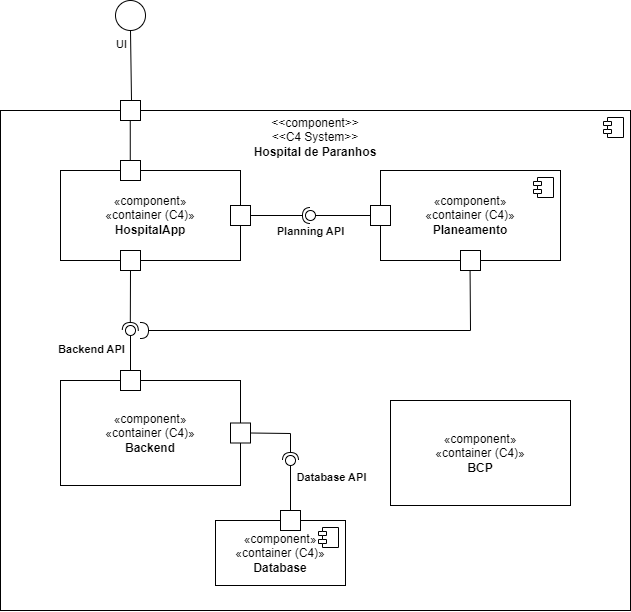 UI
<<component>>
<<C4 System>>
Hospital de Paranhos
«component»
«container (C4)»
HospitalApp
Planning API
«component»
«container (C4)»
Planeamento
Backend API
«component»
«container (C4)»
Backend
Database API
«component»
«container (C4)»
BCP
«component»
«container (C4)»
Database